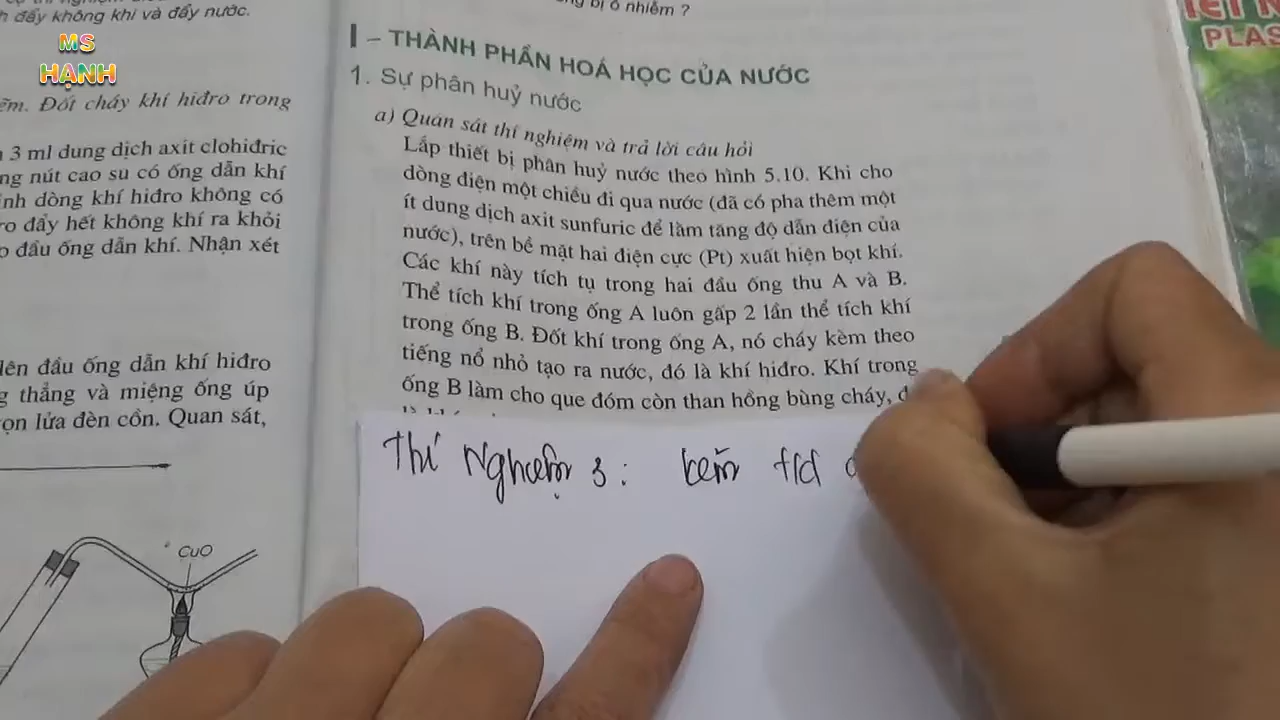 h đẩy không khí và đẩy nước.
MS
HẠNH
ẽm. Đốt cháy khí hiđro trong
3 ml dung dịch axit clohiđric
ng nút cao su có ống dẫn khí
inh dòng khí hiđro không có
ro đẩy hết không khí ra khỏi
o đầu ống dẫn khí. Nhận xét
lên đầu ống dẫn khí hiđro
g thẳng và miệng ống úp
ọn lửa đèn cồn. Quan sát,
CuO
bị ô nhiễm ?
I – THÀNH PHẦN HOÁ HỌC CỦA NƯỚC
1. Sự phân huỷ nước
a) Quan sát thí nghiệm và trả lời câu hỏi
Lắp thiết bị phân huỷ nước theo hình 5.10. Khi cho
dòng điện một chiều đi qua nước (đã có pha thêm một
ít dung dịch axit sunfuric để làm tăng độ dẫn điện của
nước), trên bề mặt hai điện cực (Pt) xuất hiện bọt khí.
Các khí này tích tụ trong hai đầu ống thu A và B.
Thể tích khí trong ống A luôn gấp 2 lần thể tích khí
trong ống B. Đốt khí trong ống A, nó cháy kèm theo
tiếng nổ nhỏ tạo ra nước, đó là khí hiđro. Khí trong
ống B làm cho que đóm còn than hồng bùng cháy, đ
Thí Nghiệm 3: kẽm t/d
PLAS